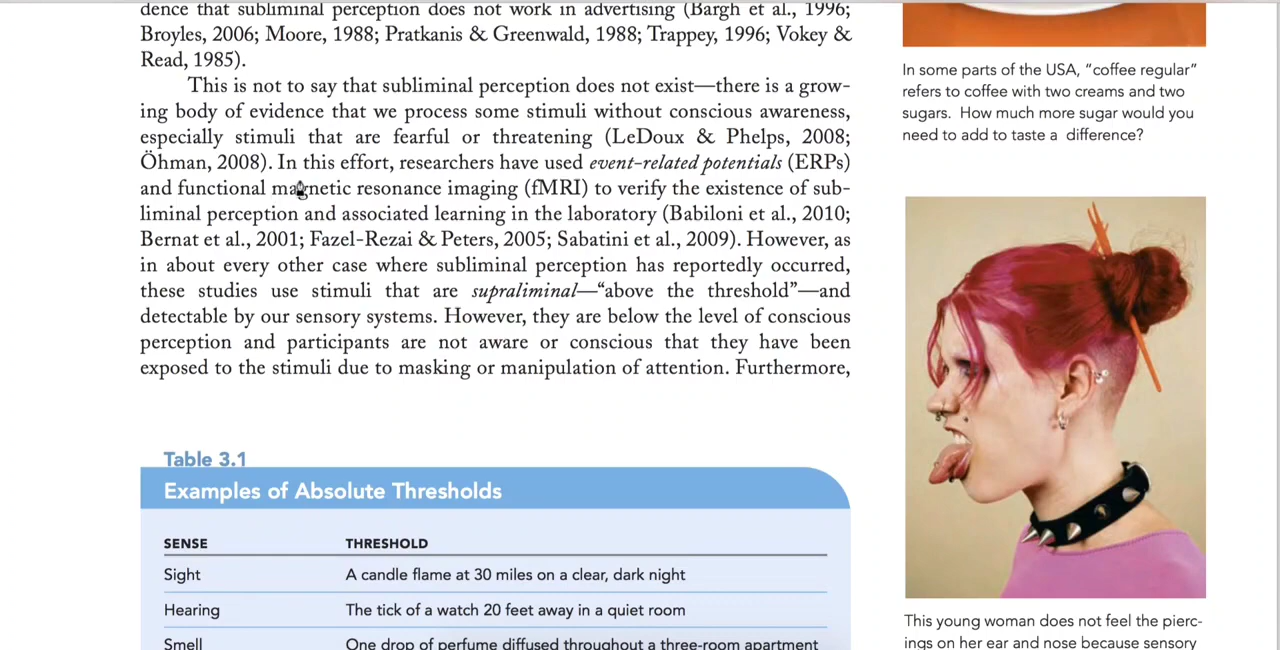 dence that subliminal perception does not work in advertising (Bargh et al., 1996;
Broyles, 2006; Moore, 1988; Pratkanis & Greenwald, 1988; Trappey, 1996; Vokey &
Read, 1985).
This is not to say that subliminal perception does not exist—there is a grow-
ing body of evidence that we process some stimuli without conscious awareness,
especially stimuli that are fearful or threatening (LeDoux & Phelps, 2008;
Öhman, 2008). In this effort, researchers have used event-related potentials (ERPs)
and functional magnetic resonance imaging (fMRI) to verify the existence of sub-
liminal perception and associated learning in the laboratory (Babiloni et al., 2010;
Bernat et al., 2001; Fazel-Rezai & Peters, 2005; Sabatini et al., 2009). However, as
in about every other case where subliminal perception has reportedly occurred,
these studies use stimuli that are supraliminal—“above the threshold”—and
detectable by our sensory systems. However, they are below the level of conscious
perception and participants are not aware or conscious that they have been
exposed to the stimuli due to masking or manipulation of attention. Furthermore,
Table 3.1
Examples of Absolute Thresholds
SENSE THRESHOLD
Sight A candle flame at 30 miles on a clear, dark night
Hearing The tick of a watch 20 feet away in a quiet room
Smell One drop of perfume diffused throughout a three-room apartment
In some parts of the USA, “coffee regular”
refers to coffee with two creams and two
sugars. How much more sugar would you
need to add to taste a difference?
This young woman does not feel the pierc-
ings on her ear and nose because sensory